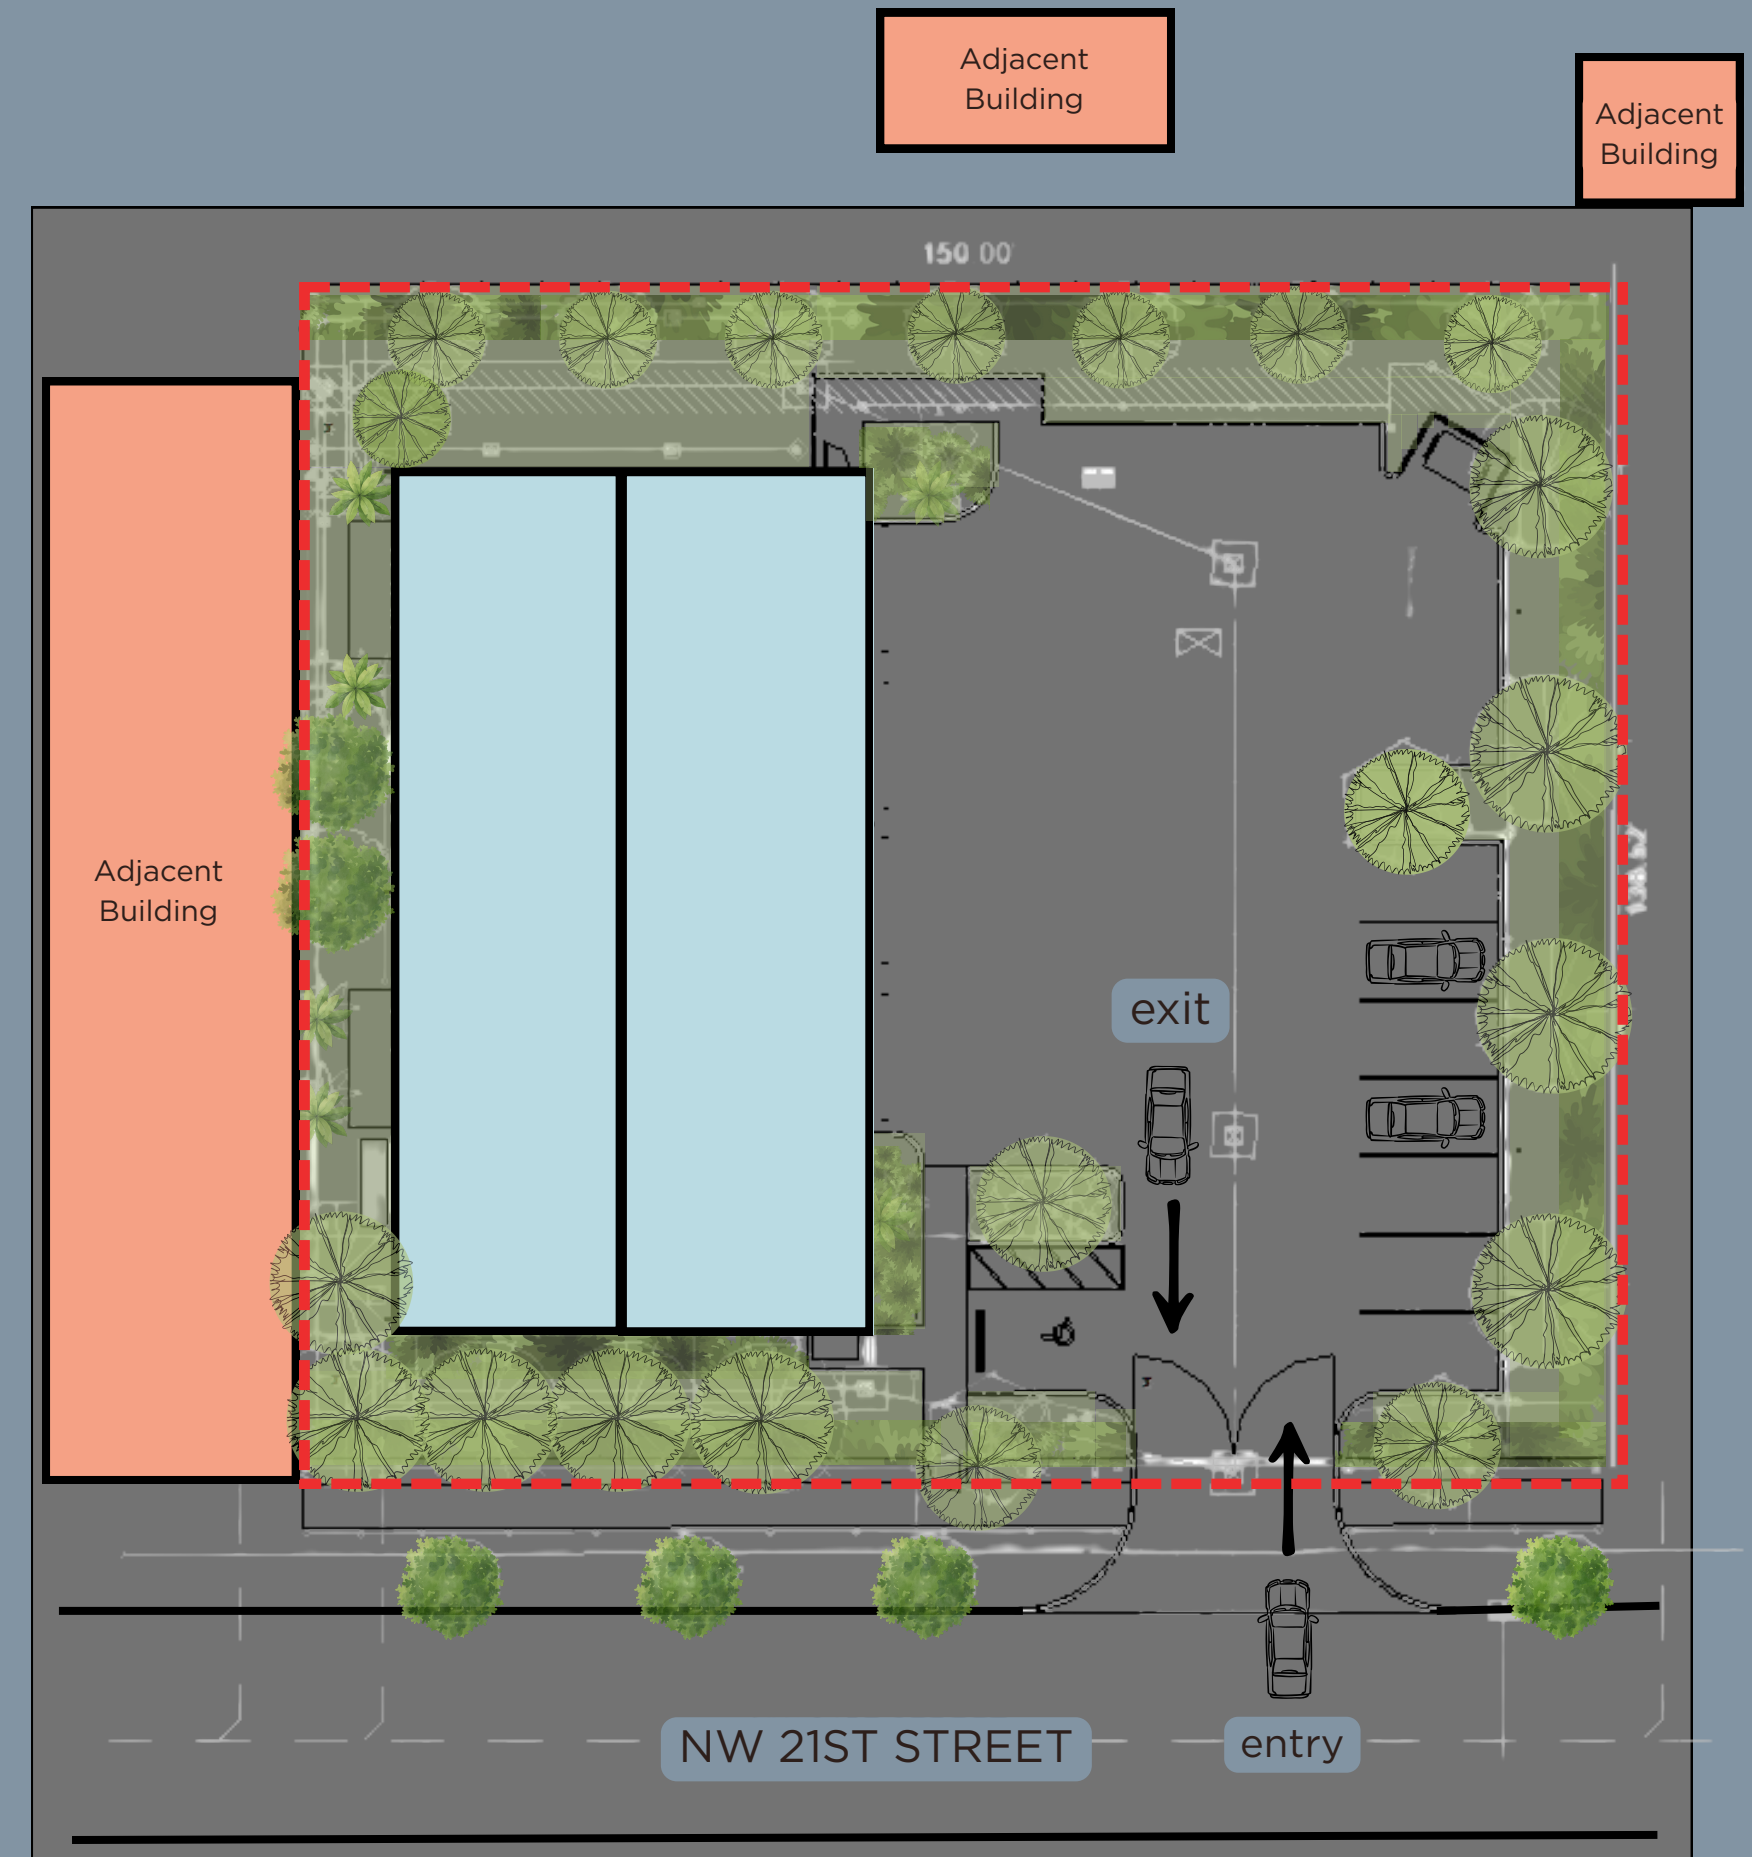 Adjacent
Building
Adjacent
Building
150 00'
Adjacent
Building
exit
NW 21ST STREET
entry